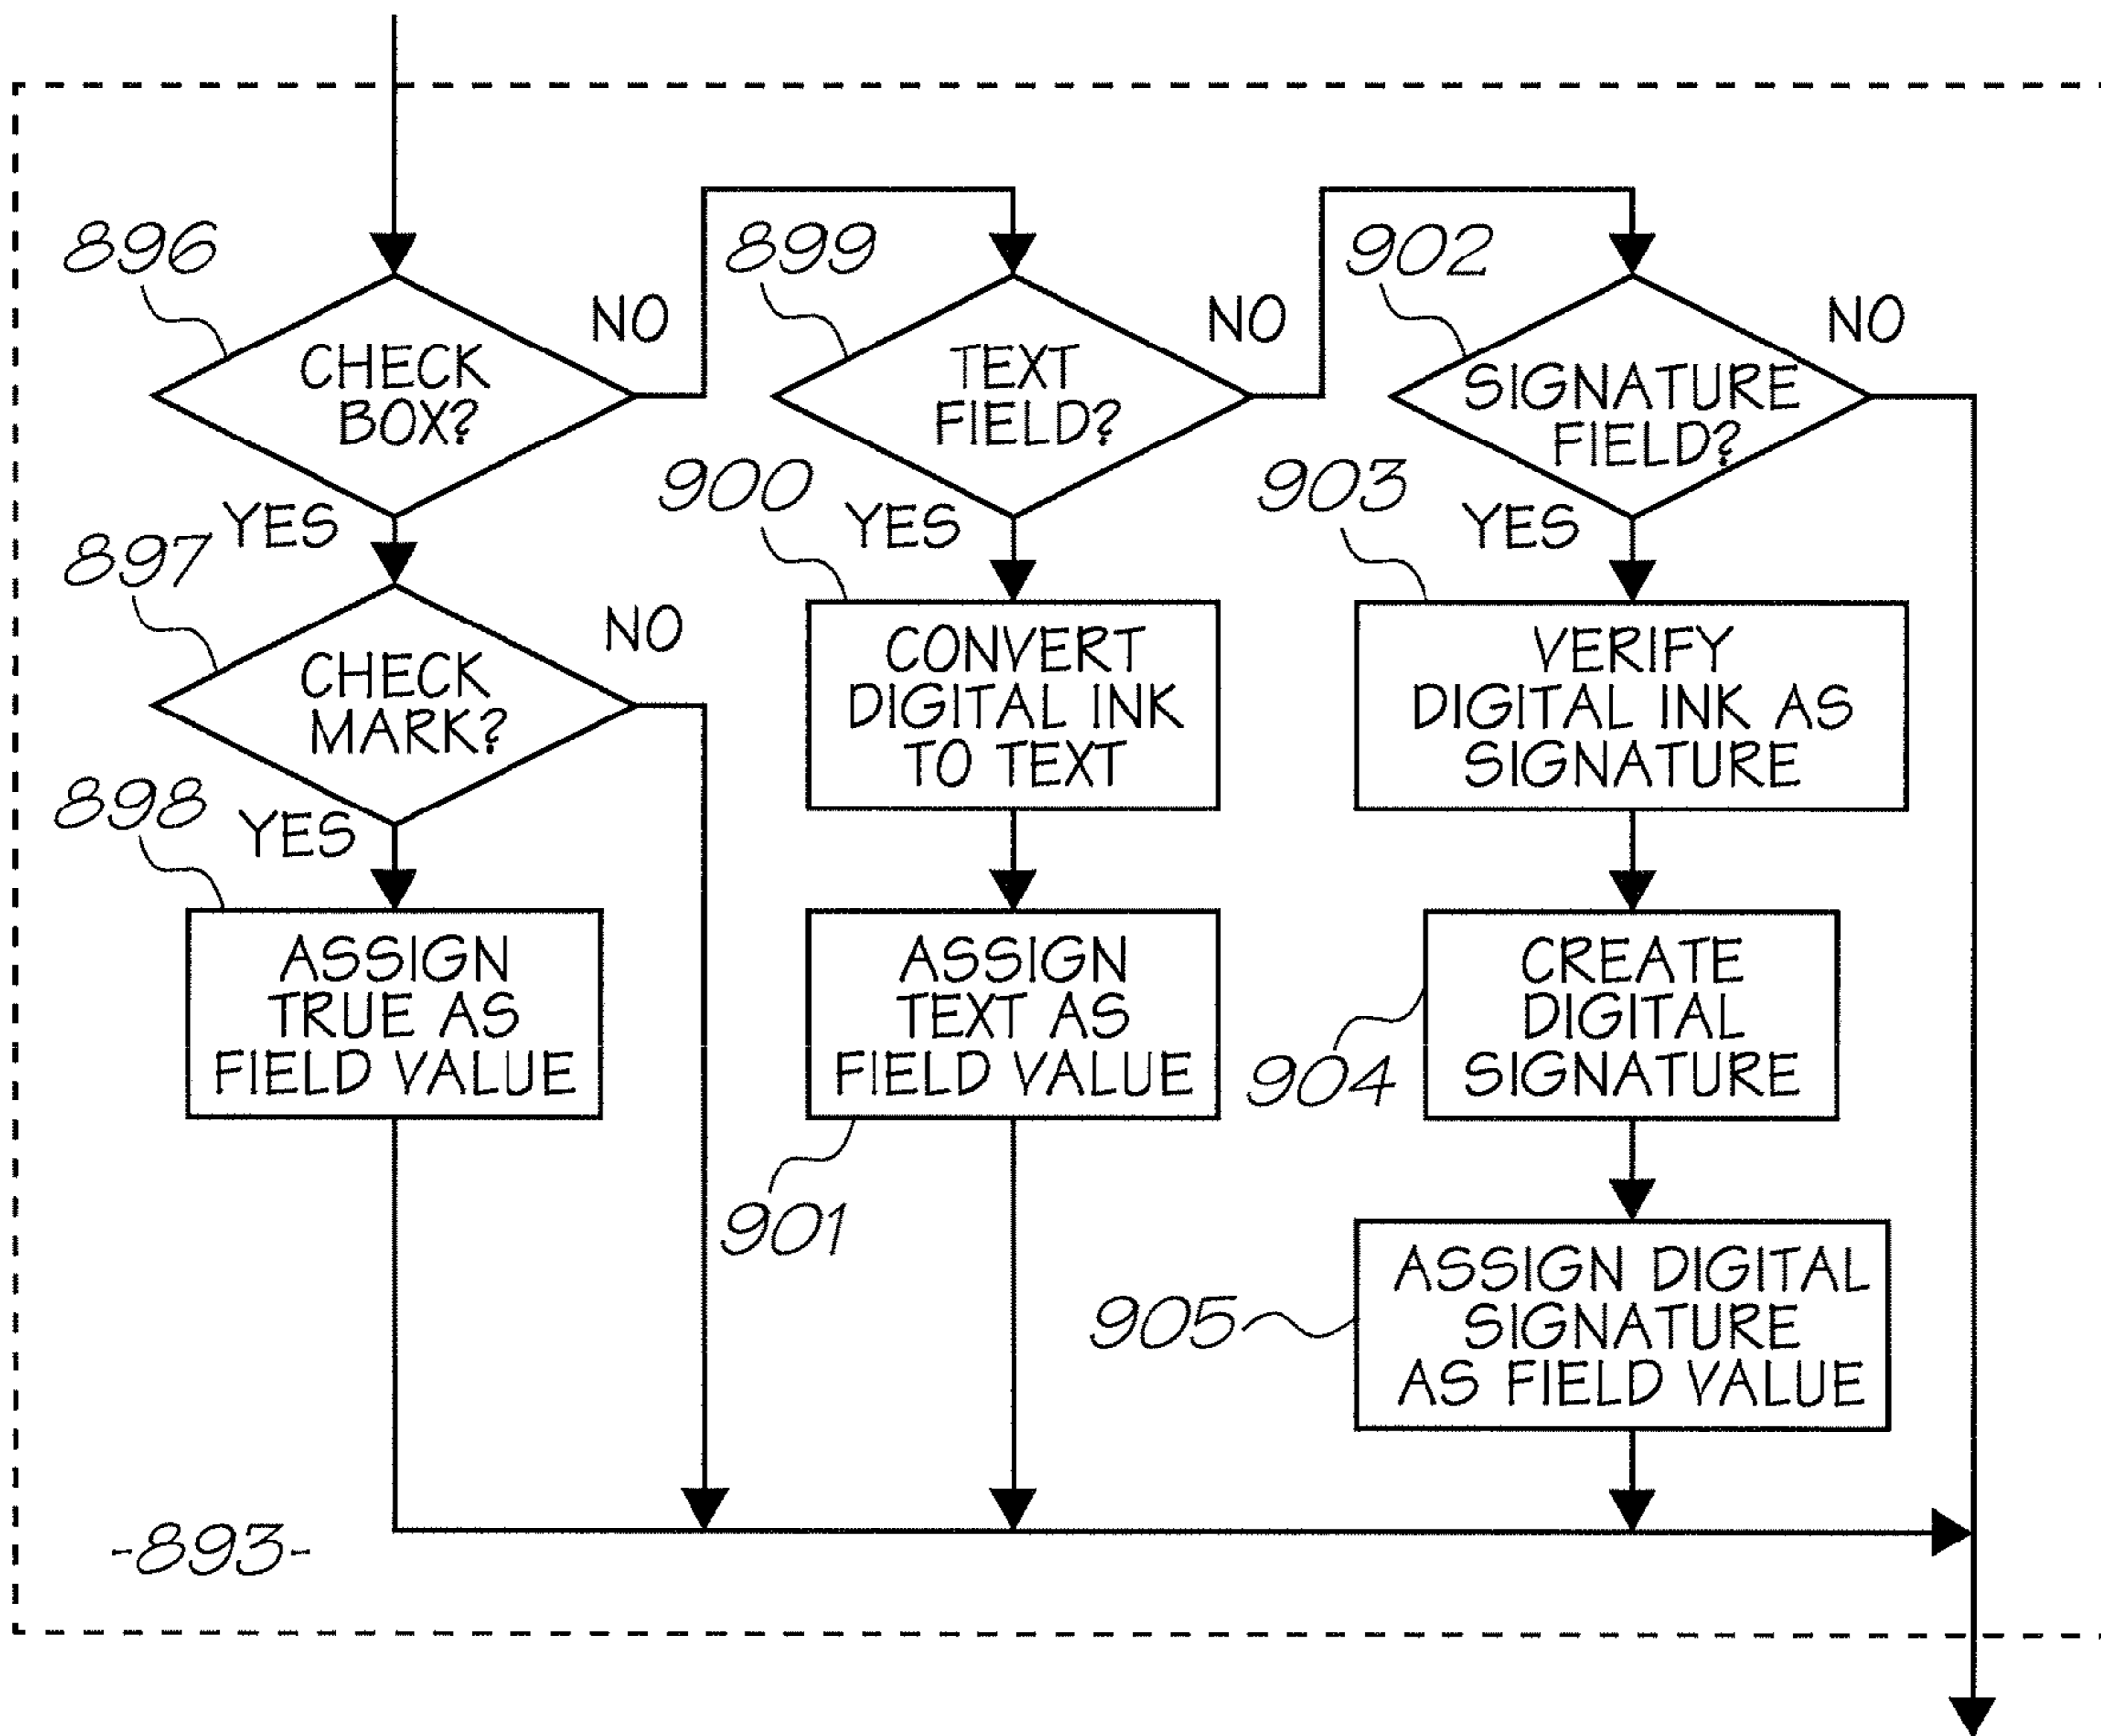 896
CHECK
BOX?
NO
YES
897
CHECK
MARK?
NO
YES
898
ASSIGN
TRUE AS
FIELD VALUE
899
TEXT
FIELD?
NO
YES
900
CONVERT
DIGITAL INK
TO TEXT
ASSIGN
TEXT AS
FIELD VALUE
901
902
SIGNATURE
FIELD?
NO
YES
903
VERIFY
DIGITAL INK AS
SIGNATURE
CREATE
DIGITAL
SIGNATURE
904
ASSIGN DIGITAL
SIGNATURE
AS FIELD VALUE
905
-893-